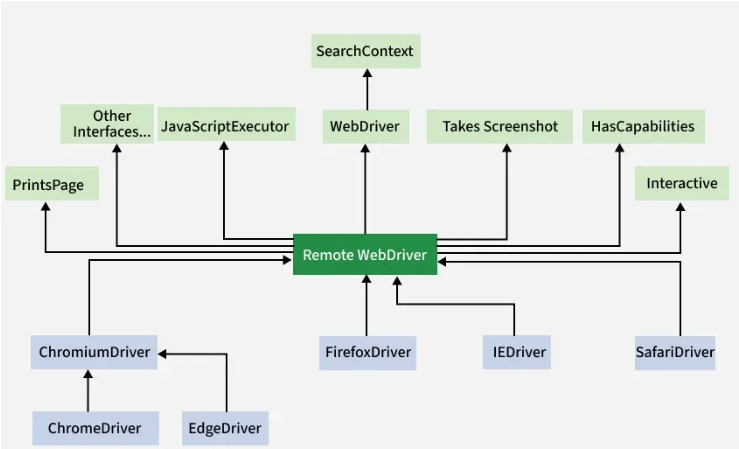 SearchContext
Other
Interfaces...
JavaScriptExecutor
WebDriver
Takes Screenshot
HasCapabilities
PrintsPage
Interactive
Remote WebDriver
ChromiumDriver
FirefoxDriver
IEDriver
SafariDriver
ChromeDriver
EdgeDriver